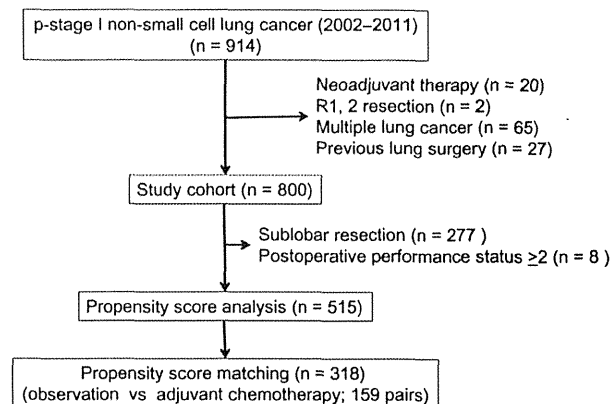 p-stage I non-small cell lung cancer (2002–2011)
(n = 914)
Neoadjuvant therapy (n = 20)
R1, 2 resection (n = 2)
Multiple lung cancer (n = 65)
Previous lung surgery (n = 27)
Study cohort (n = 800)
Sublobar resection (n = 277 )
Postoperative performance status ≥2 (n = 8 )
Propensity score analysis (n = 515)
Propensity score matching (n = 318)
(observation vs adjuvant chemotherapy; 159 pairs)